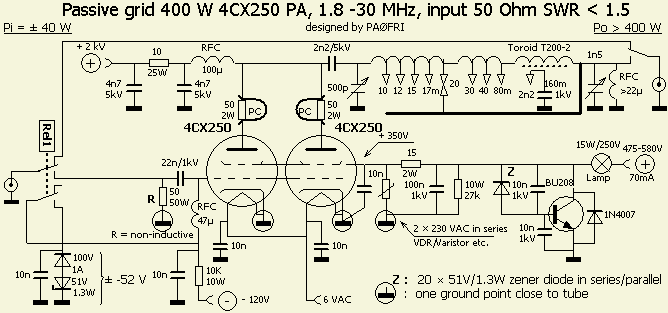 Passive grid 400 W 4CX250 PA, 1.8 -30 MHz, input 50 Ohm SWR < 1.5
designed by PAØFRI
Pi = ± 40 W
Po > 400 W
+ 2 kV
10
25W
RFC
100µ
2n2/5kV
Toroid T200-2
1n5
4n7
5kV
4n7
5kV
500p
10 12 15 17m 20 30 40 80m
160m
1kV
2n2
RFC
>22µ
50
2W
PC
50
2W
PC
4CX250
4CX250
Rel1
+ 350V
22n/1kV
15
2W
15W/250V
Lamp
475-580V
70mA
R
50
50W
RFC
47µ
R = non-inductive
10n
100n
1kV
10W
27k
Z
10n
1kV
BU208
10n
1kV
1N4007
2 × 230 VAC in series
VDR/Varistor etc.
10n
10n
10n
100V
1A
51V
1.3W
± -52 V
10n
10K
10W
- 120V
6 VAC
Z : 20 × 51V/1.3W zener diode in series/parallel
: one ground point close to tube